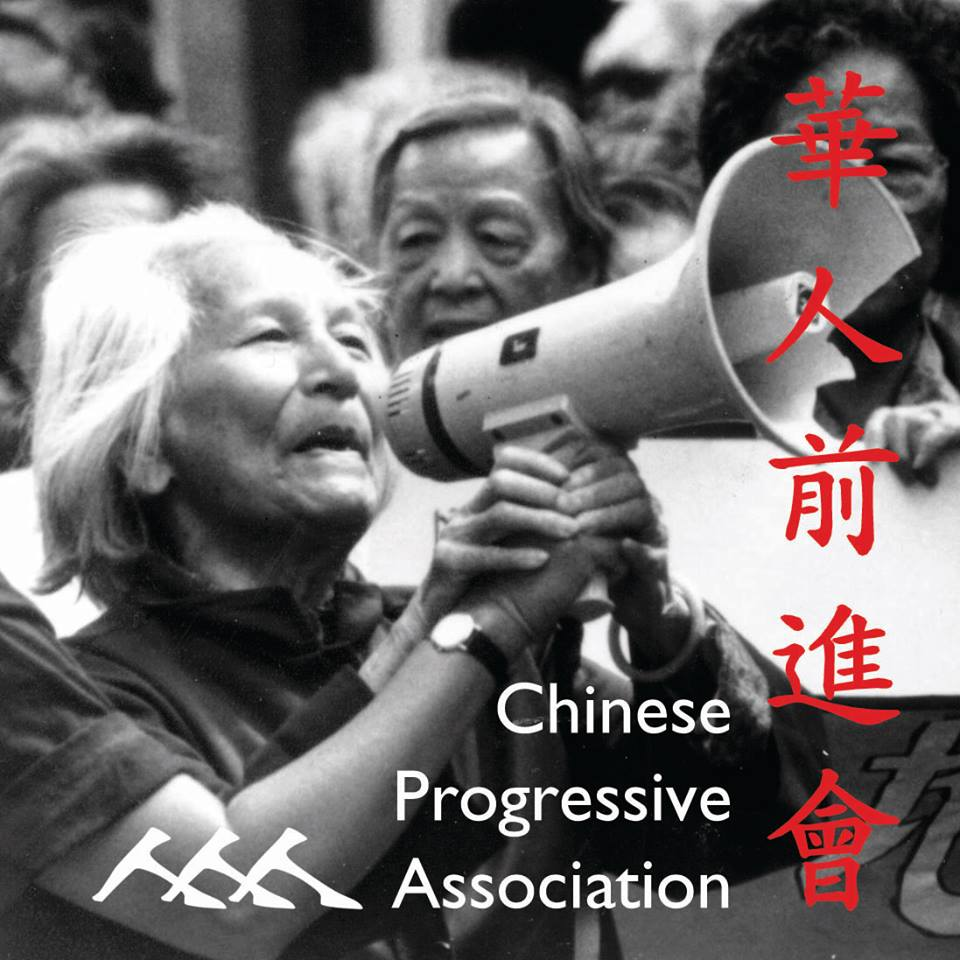 華人前進會
Chinese
Progressive
Association